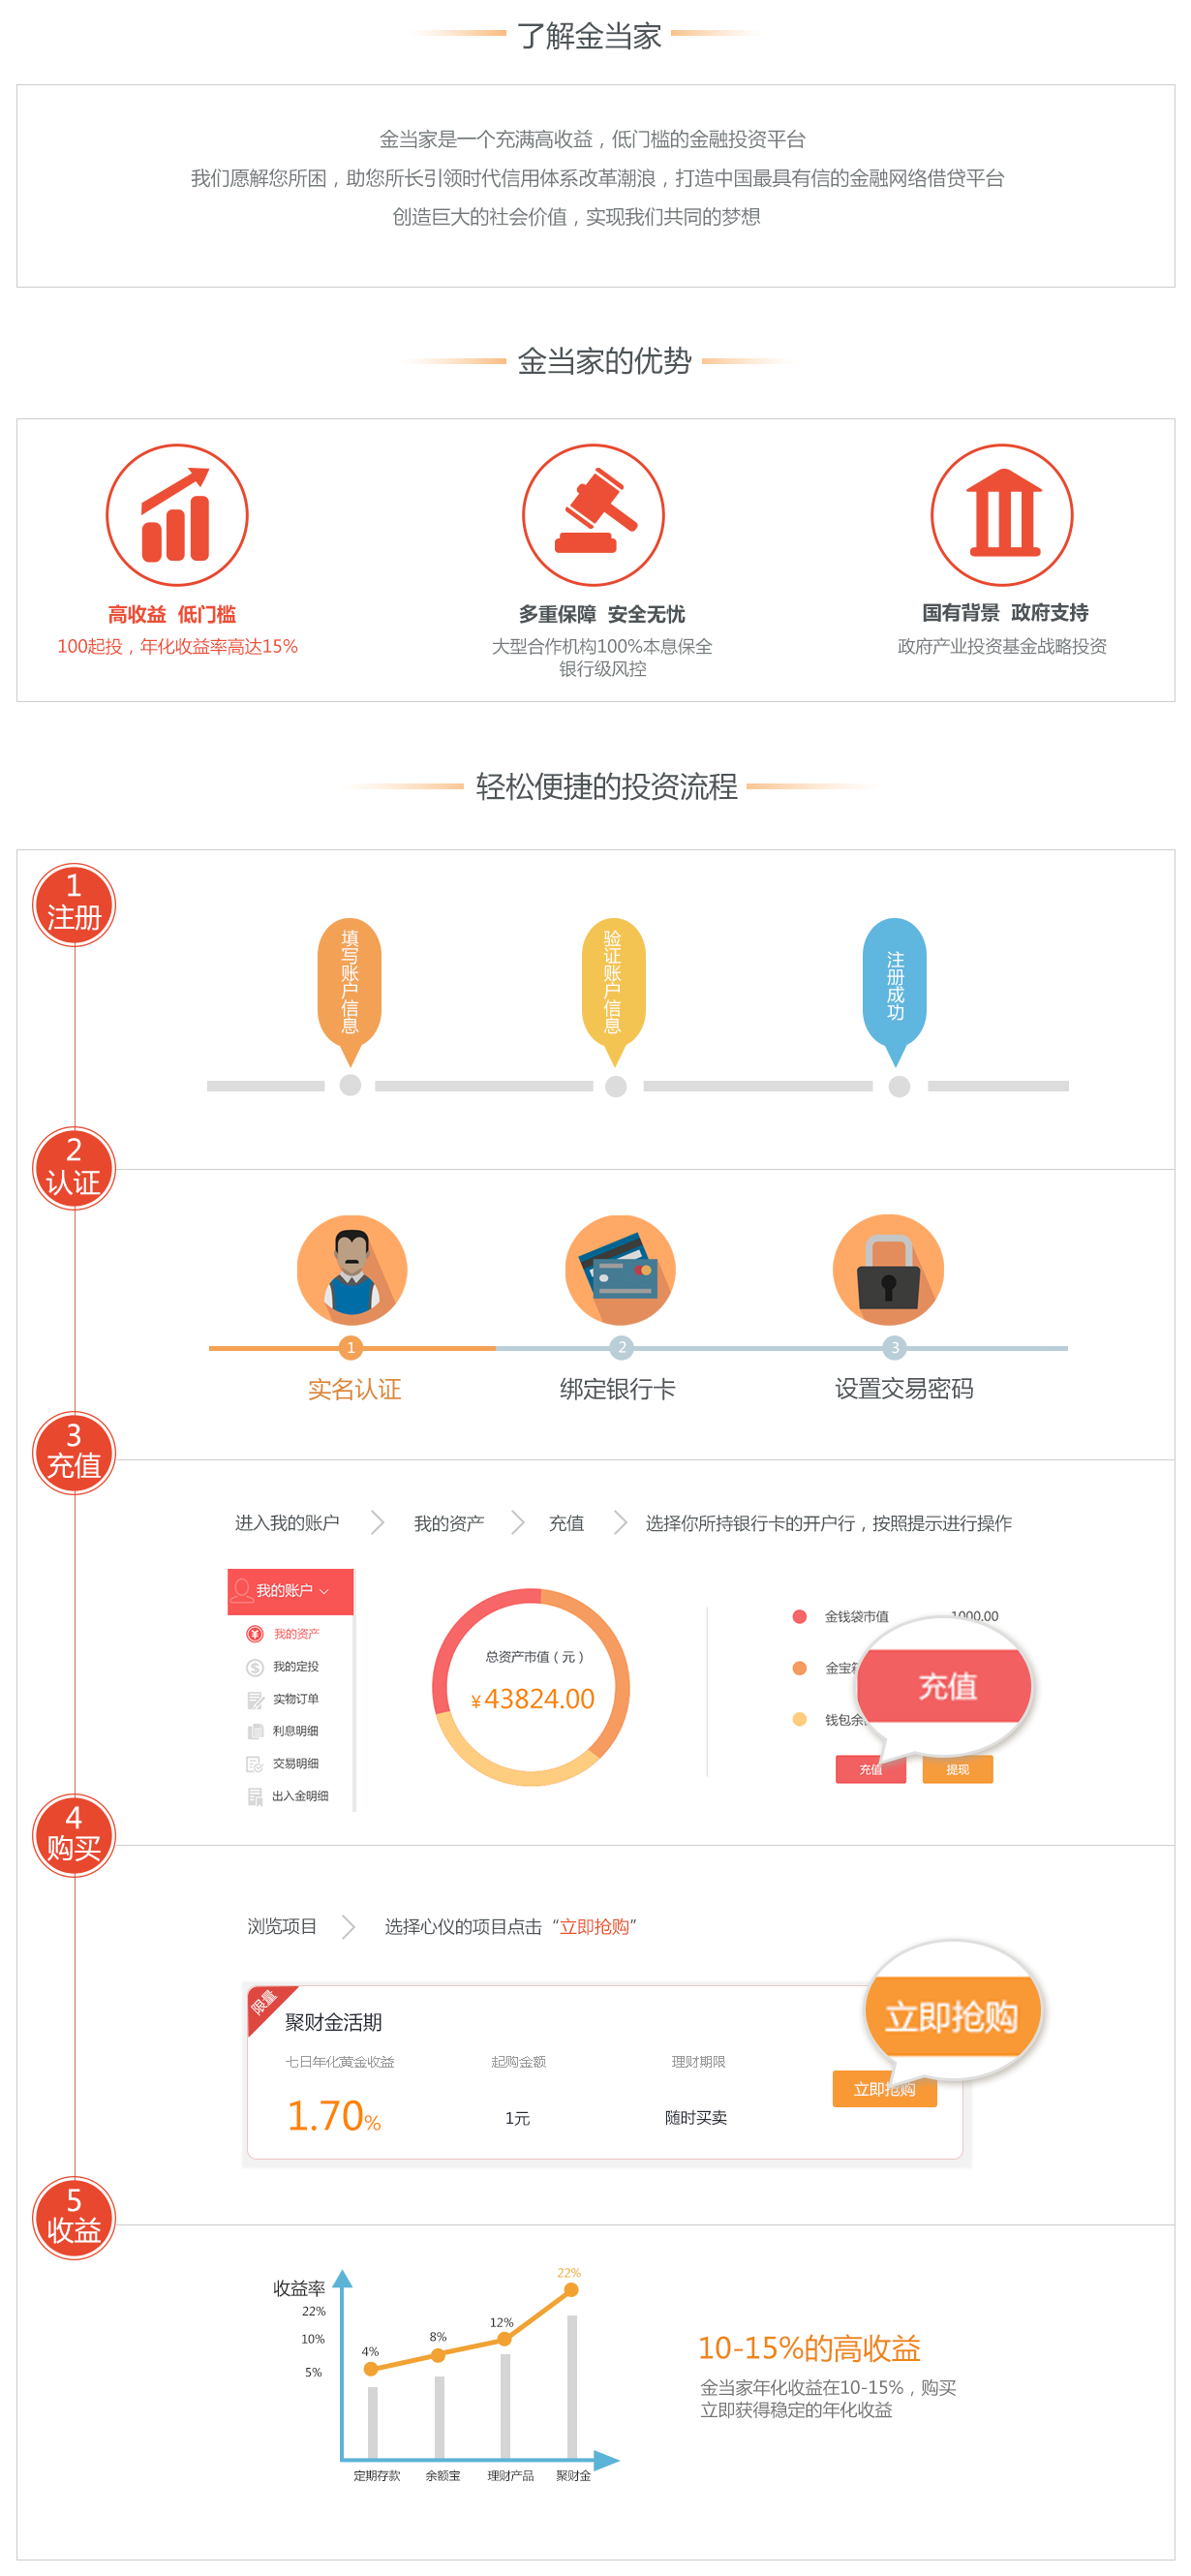 了解金当家
金当家是一个充满高收益，低门槛的金融投资平台
我们愿解您所困，助您所长引领时代信用体系改革潮浪，打造中国最具有信的金融网络借贷平台
创造巨大的社会价值，实现我们共同的梦想
金当家的优势
高收益 低门槛
100起投，年化收益率高达15%
多重保障 安全无忧
大型合作机构100%本息保全
银行级风控
国有背景 政府支持
政府产业投资基金战略投资
轻松便捷的投资流程
1
注册
填写账户信息
验证账户信息
注册成功
2
认证
1
2
3
实名认证
绑定银行卡
设置交易密码
3
充值
进入我的账户
我的资产
充值
选择你所持银行卡的开户行，按照提示进行操作
我的账户
我的资产
我的定投
实物订单
利息明细
交易明细
出入金明细
总资产市值（元）
¥43824.00
金钱袋市值
1000.00
金宝箱
钱包余
充值
充值
提现
4
购买
浏览项目
选择心仪的项目点击“立即抢购”
限量
聚财金活期
七日年化黄金收益
起购金额
理财期限
1.70%
1元
随时买卖
立即抢购
立即抢购
5
收益
收益率
22%
10%
5%
4%
8%
12%
22%
定期存款
余额宝
理财产品
聚财金
10-15%的高收益
金当家年化收益在10-15%，购买
立即获得稳定的年化收益